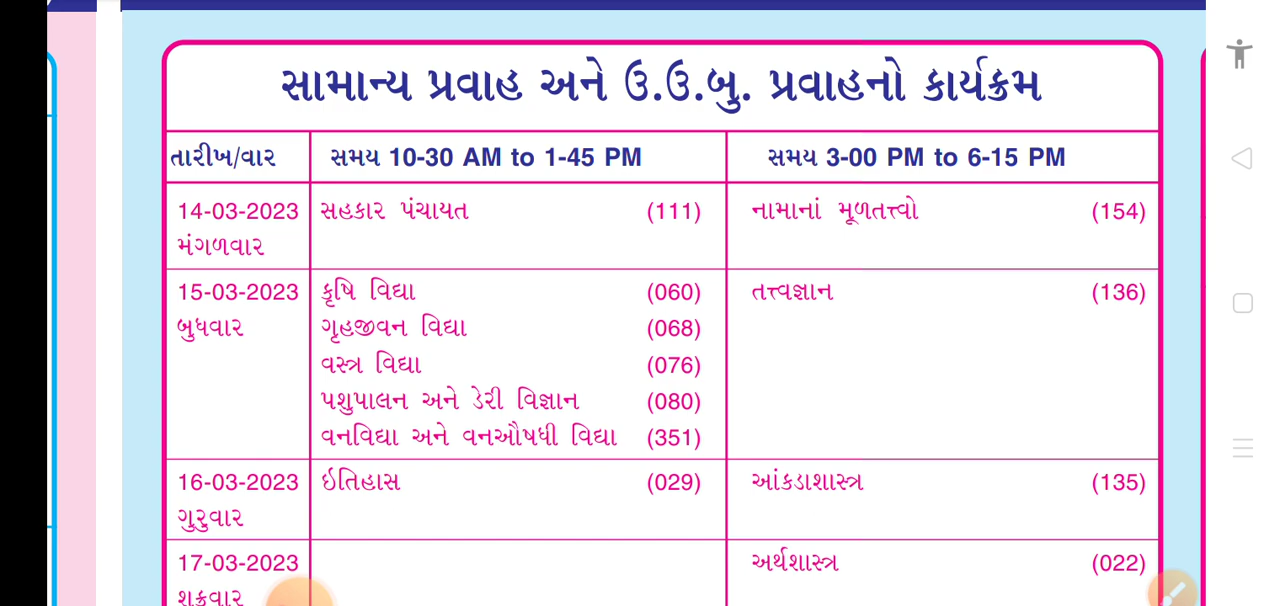 સામાન્ય પ્રવાહ અને ઉ.ઉ.બુ. પ્રવાહનો કાર્યક્રમ
તારીખ/વાર સમય 10-30 AM to 1-45 PM સમય 3-00 PM to 6-15 PM
14-03-2023 સહકાર પંચાયત (111) નામાનાં મૂળતત્ત્વો (154)
મંગળવાર
15-03-2023 કૃષિ વિદ્યા (060) તત્ત્વજ્ઞાન (136)
બુધવાર ગૃહજીવન વિદ્યા (068)
વસ્ત્ર વિદ્યા (076)
પશુપાલન અને ડેરી વિજ્ઞાન (080)
વનવિદ્યા અને વનઔષધી વિદ્યા (351)
16-03-2023 ઇતિહાસ (029) આંકડાશાસ્ત્ર (135)
ગુરુવાર
17-03-2023 અર્થશાસ્ત્ર (022)
શુક્રવાર